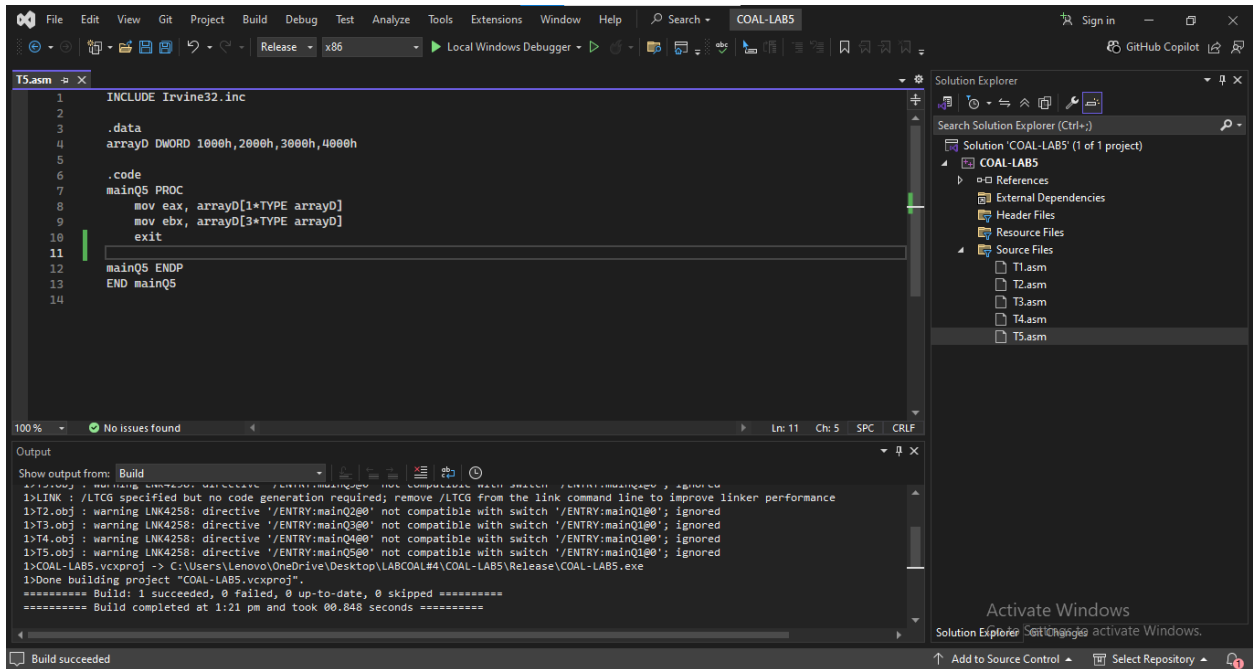 File Edit View Git Project Build Debug Test Analyze Tools Extensions Window Help Search COAL-LAB5 Sign in
Release x86 Local Windows Debugger GitHub Copilot
T5.asm
1 INCLUDE Irvine32.inc
2
3 .data
4 arrayD DWORD 1000h,2000h,3000h,4000h
5
6 .code
7 mainQ5 PROC
8 mov eax, arrayD[1*TYPE arrayD]
9 mov ebx, arrayD[3*TYPE arrayD]
10 exit
11
12 mainQ5 ENDP
13 END mainQ5
14
100 % No issues found Ln: 11 Ch: 5 SPC CRLF
Solution Explorer
Search Solution Explorer (Ctrl+;)
Solution 'COAL-LAB5' (1 of 1 project)
COAL-LAB5
References
External Dependencies
Header Files
Resource Files
Source Files
T1.asm
T2.asm
T3.asm
T4.asm
T5.asm
Output
Show output from: Build
1>LINK : /LTCG specified but no code generation required; remove /LTCG from the link command line to improve linker performance
1>T2.obj : warning LNK4258: directive '/ENTRY:mainQ2@0' not compatible with switch '/ENTRY:mainQ1@0'; ignored
1>T3.obj : warning LNK4258: directive '/ENTRY:mainQ3@0' not compatible with switch '/ENTRY:mainQ1@0'; ignored
1>T4.obj : warning LNK4258: directive '/ENTRY:mainQ4@0' not compatible with switch '/ENTRY:mainQ1@0'; ignored
1>T5.obj : warning LNK4258: directive '/ENTRY:mainQ5@0' not compatible with switch '/ENTRY:mainQ1@0'; ignored
1>COAL-LAB5.vcxproj -> C:\Users\Lenovo\OneDrive\Desktop\LABCOAL#4\COAL-LAB5\Release\COAL-LAB5.exe
1>Done building project "COAL-LAB5.vcxproj".
========== Build: 1 succeeded, 0 failed, 0 up-to-date, 0 skipped ==========
========== Build completed at 1:21 pm and took 00.848 seconds ==========
Activate Windows
Go to Settings to activate Windows.
Solution Explorer Git Changes
Build succeeded Add to Source Control Select Repository 1